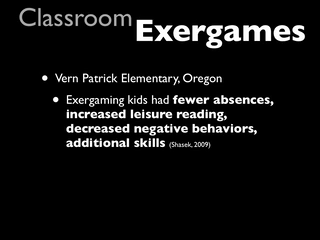 Classroom Exergames
• Vern Patrick Elementary, Oregon
• Exergaming kids had fewer absences,
increased leisure reading,
decreased negative behaviors,
additional skills (Shasek, 2009)